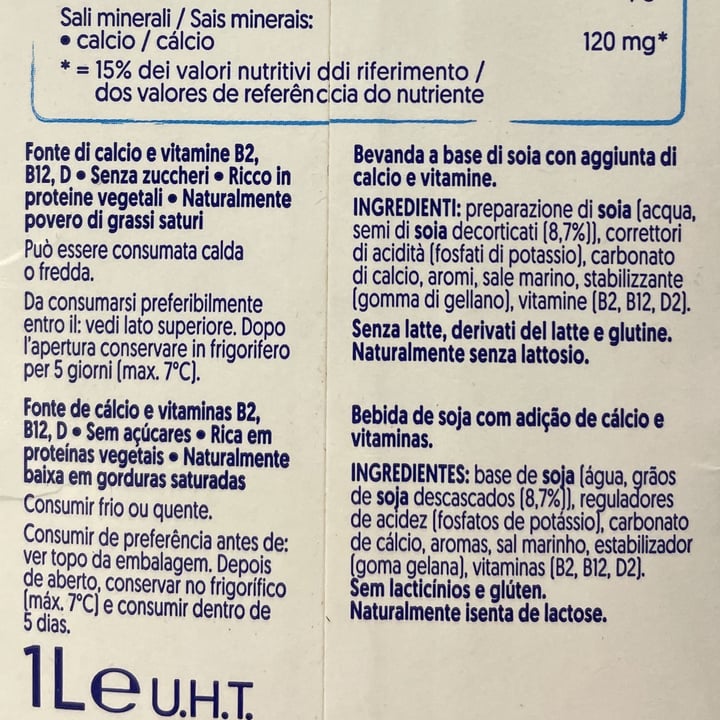 Sali minerali / Sais minerais:
• calcio / cálcio 120 mg*
* = 15% dei valori nutritivi ddi riferimento /
dos valores de referênccia do nutriente
Fonte di calcio e vitamine B2,
B12, D • Senza zuccheri • Ricco in
proteine vegetali • Naturalmente
povero di grassi saturi
Può essere consumata calda
o fredda.
Da consumarsi preferibilmente
entro il: vedi lato superiore. Dopo
l'apertura conservare in frigorifero
per 5 giorni (max. 7°C).
Fonte de cálcio e vitaminas B2,
B12, D • Sem açúcares • Rica em
proteínas vegetais • Naturalmente
baixa em gorduras saturadas
Consumir frio ou quente.
Consumir de preferência antes de:
ver topo da embalagem. Depois
de aberto, conservar no frigorífico
(máx. 7°C) e consumir dentro de
5 dias.
1L e U.H.T.
Bevanda a base di soia con aggiunta di
calcio e vitamine.
INGREDIENTI: preparazione di soia (acqua,
semi di soia decorticati (8,7%)), correttori
di acidità (fosfati di potassio), carbonato
di calcio, aromi, sale marino, stabilizzante
(gomma di gellano), vitamine (B2, B12, D2).
Senza latte, derivati del latte e glutine.
Naturalmente senza lattosio.
Bebida de soja com adição de cálcio e
vitaminas.
INGREDIENTES: base de soja (água, grãos
de soja descascados (8,7%)), reguladores
de acidez (fosfatos de potássio), carbonato
de cálcio, aromas, sal marinho, estabilizador
(goma gelana), vitaminas (B2, B12, D2).
Sem lacticínios e glúten.
Naturalmente isenta de lactose.